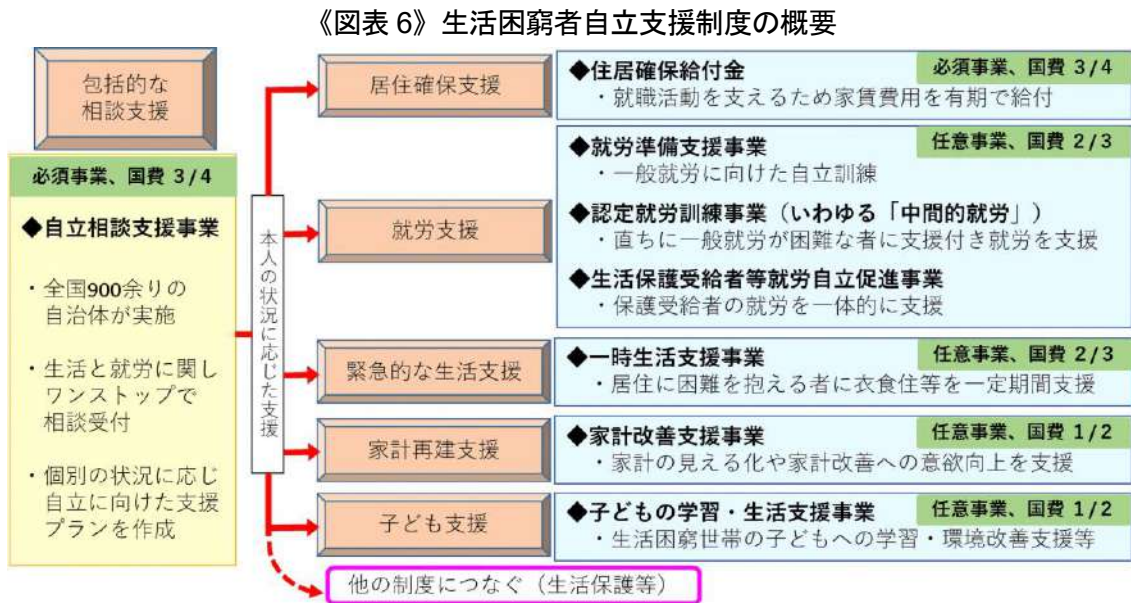 《図表 6》生活困窮者自立支援制度の概要
包括的な
相談支援
必須事業、国費 3/4
◆自立相談支援事業
・全国900余りの
自治体が実施
・生活と就労に関し
ワンストップで
相談受付
・個別の状況に応じ
自立に向けた支援
プランを作成
本人の状況に応じた支援
居住確保支援
◆住居確保給付金
必須事業、国費 3/4
・就職活動を支えるため家賃費用を有期で給付
就労支援
◆就労準備支援事業
任意事業、国費 2/3
・一般就労に向けた自立訓練
◆認定就労訓練事業（いわゆる「中間的就労」）
・直ちに一般就労が困難な者に支援付き就労を支援
◆生活保護受給者等就労自立促進事業
・保護受給者の就労を一体的に支援
緊急的な生活支援
◆一時生活支援事業
任意事業、国費 2/3
・居住に困難を抱える者に衣食住等を一定期間支援
家計再建支援
◆家計改善支援事業
任意事業、国費 1/2
・家計の見える化や家計改善への意欲向上を支援
子ども支援
◆子どもの学習・生活支援事業
任意事業、国費 1/2
・生活困窮世帯の子どもへの学習・環境改善支援等
他の制度につなぐ（生活保護等）